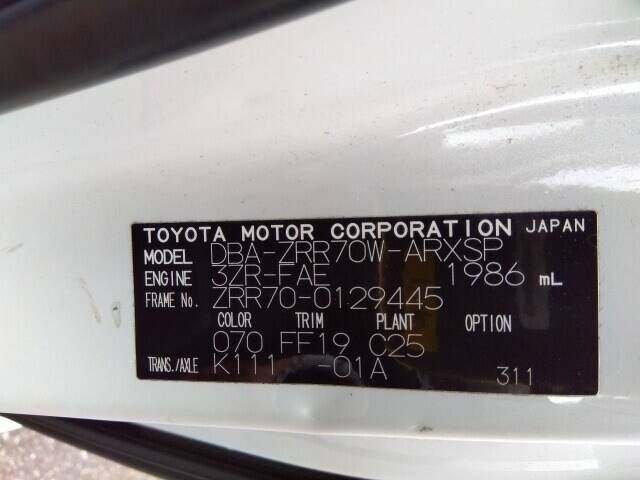 TOYOTA MOTOR CORPORATION JAPAN
MODEL DBA-ZRR70W-ARXSP
ENGINE 3ZR-FAE 1986 mL
FRAME No. ZRR70-0129445
COLOR TRIM PLANT OPTION
070 FF19 C25
TRANS./AXLE K111 -01A 311